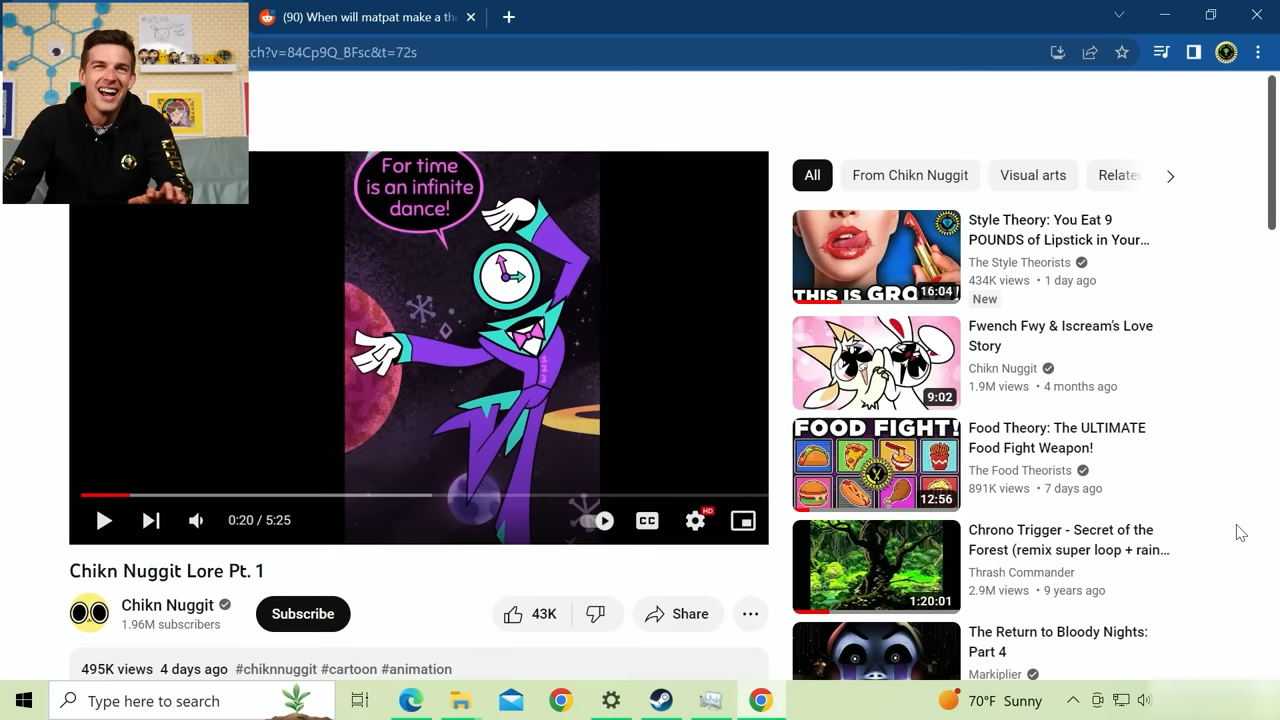 (90) When will matpat make a the
tch?v=84Cp9Q_BFsc&t=72s
For time
is an infinite
dance!
0:20 / 5:25
CC
HD
Chikn Nuggit Lore Pt. 1
Chikn Nuggit
1.96M subscribers
Subscribe
43K
Share
495K views 4 days ago #chiknnuggit #cartoon #animation
All
From Chikn Nuggit
Visual arts
Related
THIS IS GRO
16:04
Style Theory: You Eat 9
POUNDS of Lipstick in Your...
The Style Theorists
434K views • 1 day ago
New
9:02
Fwench Fwy & Iscream's Love
Story
Chikn Nuggit
1.9M views • 4 months ago
FOOD FIGHT!
12:56
Food Theory: The ULTIMATE
Food Fight Weapon!
The Food Theorists
891K views • 7 days ago
1:20:01
Chrono Trigger - Secret of the
Forest (remix super loop + rain...
Thrash Commander
2.9M views • 9 years ago
The Return to Bloody Nights:
Part 4
Markiplier
Type here to search
70°F Sunny